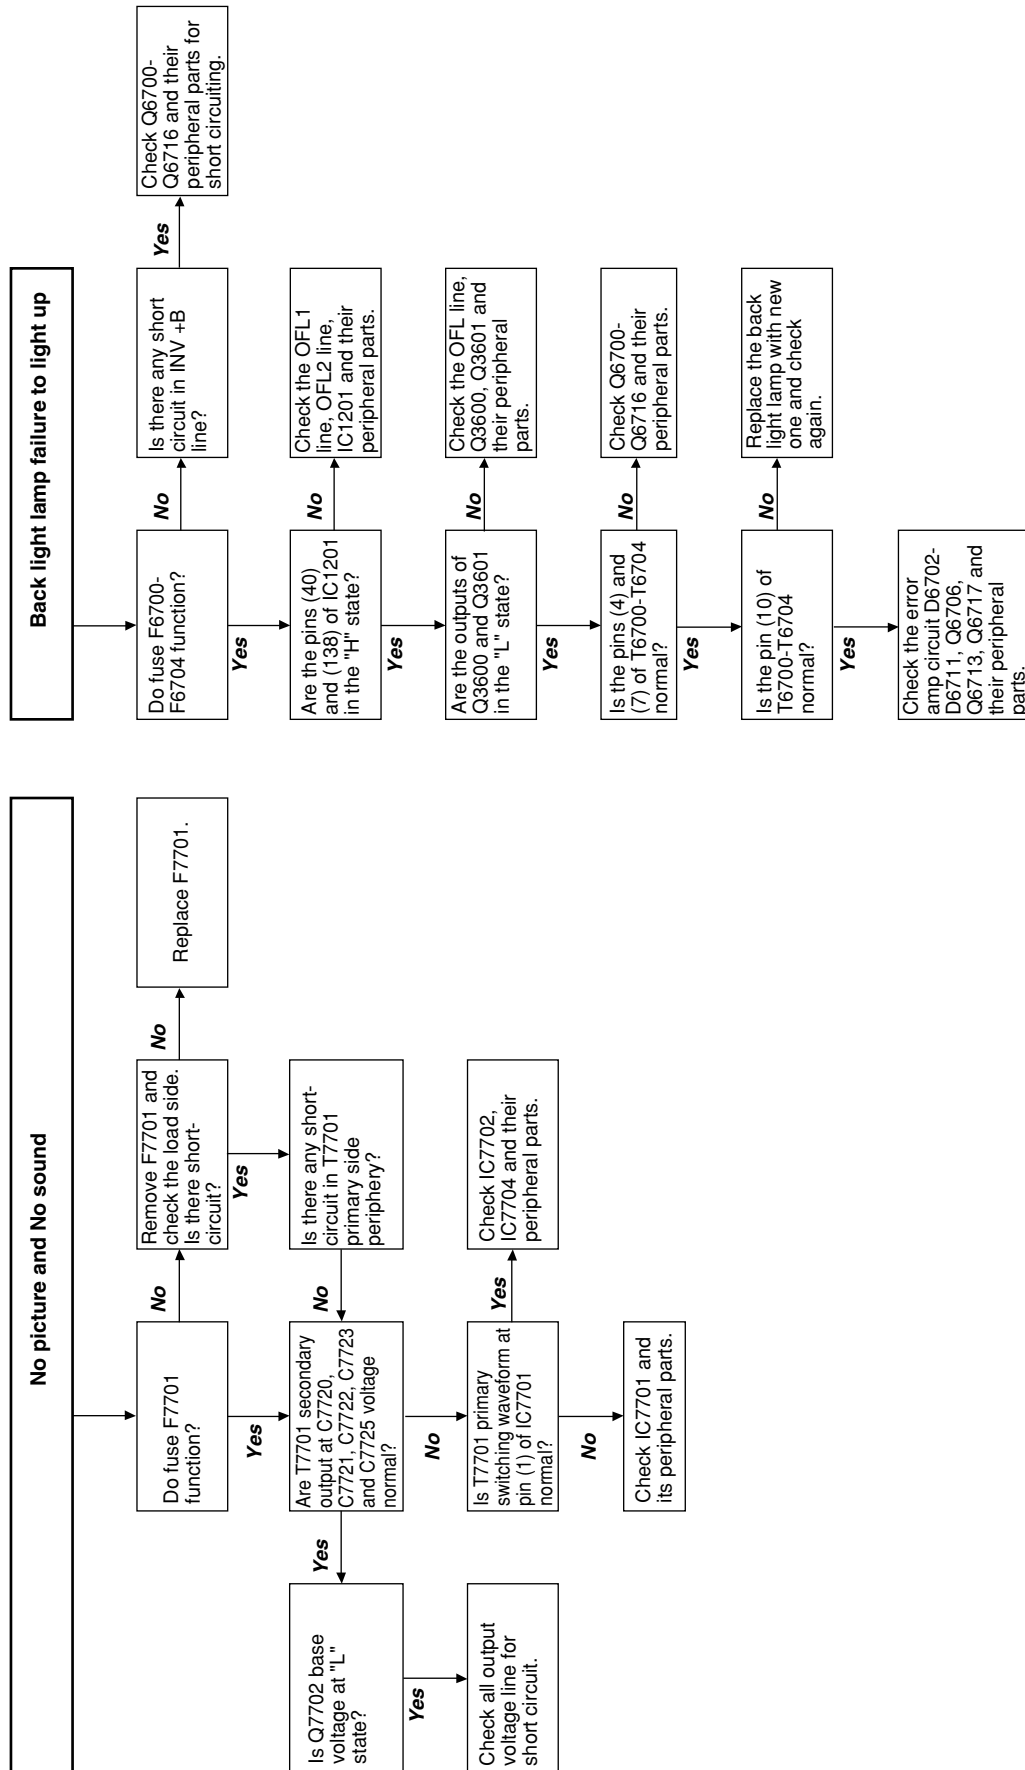 No picture and No sound
Do fuse F7701
function?
No
Remove F7701 and
check the load side.
Is there short-
circuit?
No
Replace F7701.
Yes
Yes
Are T7701 secondary
output at C7720,
C7721, C7722, C7723
and C7725 voltage
normal?
No
Is there any short-
circuit in T7701
primary side
periphery?
Yes
Is Q7702 base
voltage at "L"
state?
Yes
Check all output
voltage line for
short circuit.
No
Is T7701 primary
switching waveform at
pin (1) of IC7701
normal?
Yes
Check IC7702,
IC7704 and their
peripheral parts.
No
Check IC7701 and
its peripheral parts.
Back light lamp failure to light up
Do fuse F6700-
F6704 function?
No
Is there any short
circuit in INV +B
line?
Yes
Check Q6700-
Q6716 and their
peripheral parts for
short circuiting.
Yes
Are the pins (40)
and (138) of IC1201
in the "H" state?
No
Check the OFL1
line, OFL2 line,
IC1201 and their
peripheral parts.
Yes
Are the outputs of
Q3600 and Q3601
in the "L" state?
No
Check the OFL line,
Q3600, Q3601 and
their peripheral
parts.
Yes
Is the pins (4) and
(7) of T6700-T6704
normal?
No
Check Q6700-
Q6716 and their
peripheral parts.
Yes
Is the pin (10) of
T6700-T6704
normal?
No
Replace the back
light lamp with new
one and check
again.
Yes
Check the error
amp circuit D6702-
D6711, Q6706,
Q6713, Q6717 and
their peripheral
parts.